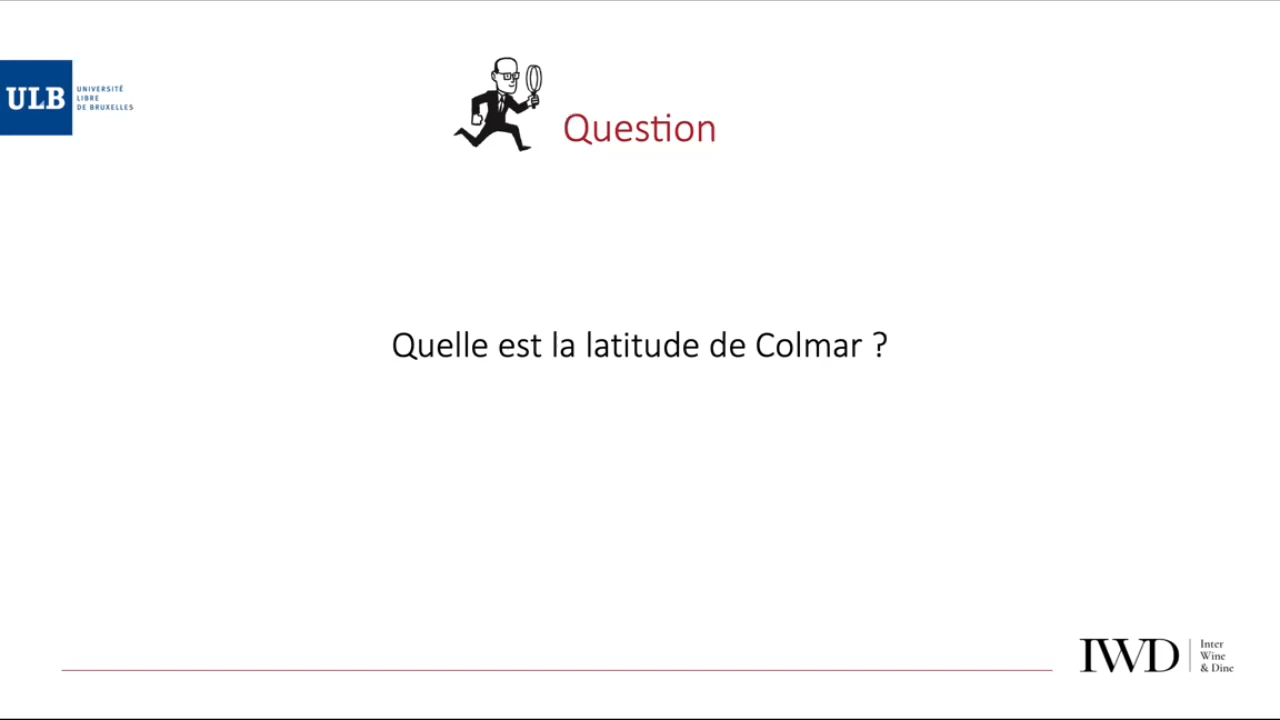 ULB
UNIVERSITÉ
LIBRE
DE BRUXELLES
Question
Quelle est la latitude de Colmar ?
IWD
Inter
Wine
& Dine